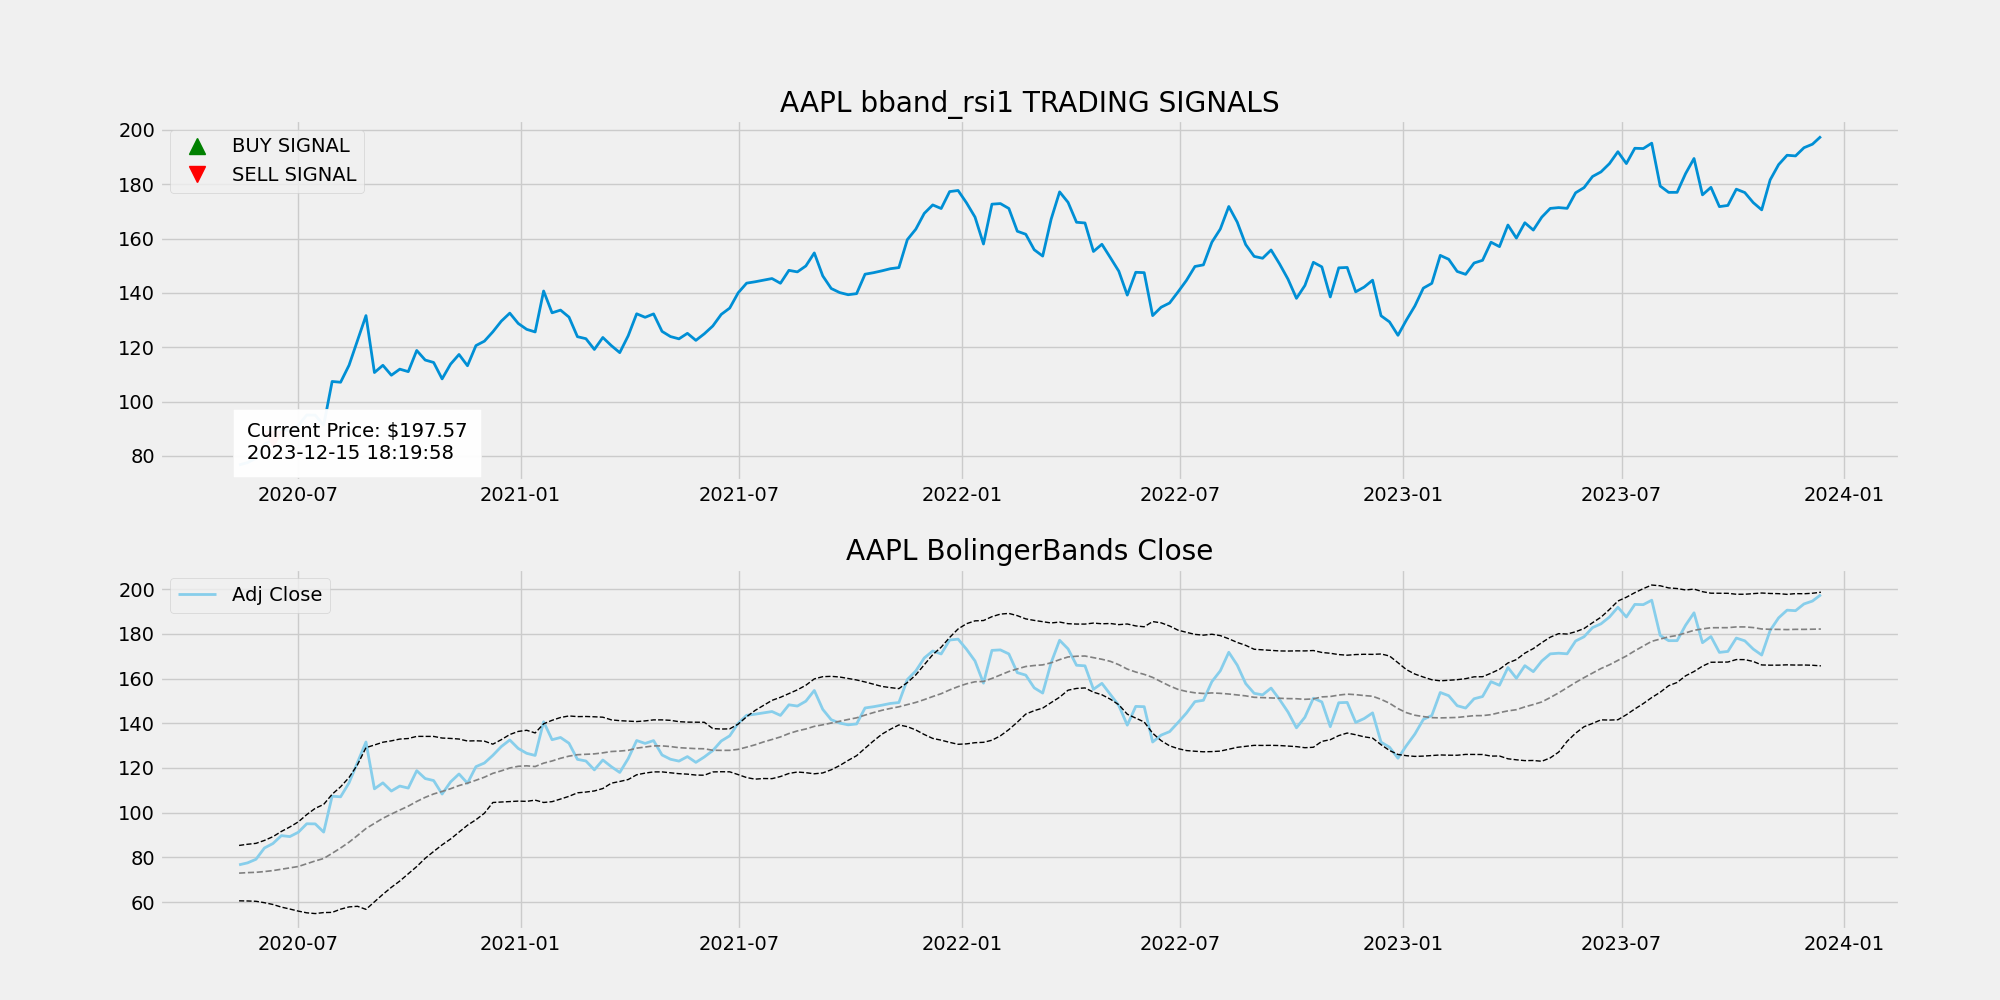 AAPL bband_rsi1 TRADING SIGNALS
BUY SIGNAL
SELL SIGNAL
200
180
160
140
120
100
80
Current Price: $197.57
2023-12-15 18:19:58
2020-07 2021-01 2021-07 2022-01 2022-07 2023-01 2023-07 2024-01
AAPL BolingerBands Close
Adj Close
200
180
160
140
120
100
80
60
2020-07 2021-01 2021-07 2022-01 2022-07 2023-01 2023-07 2024-01